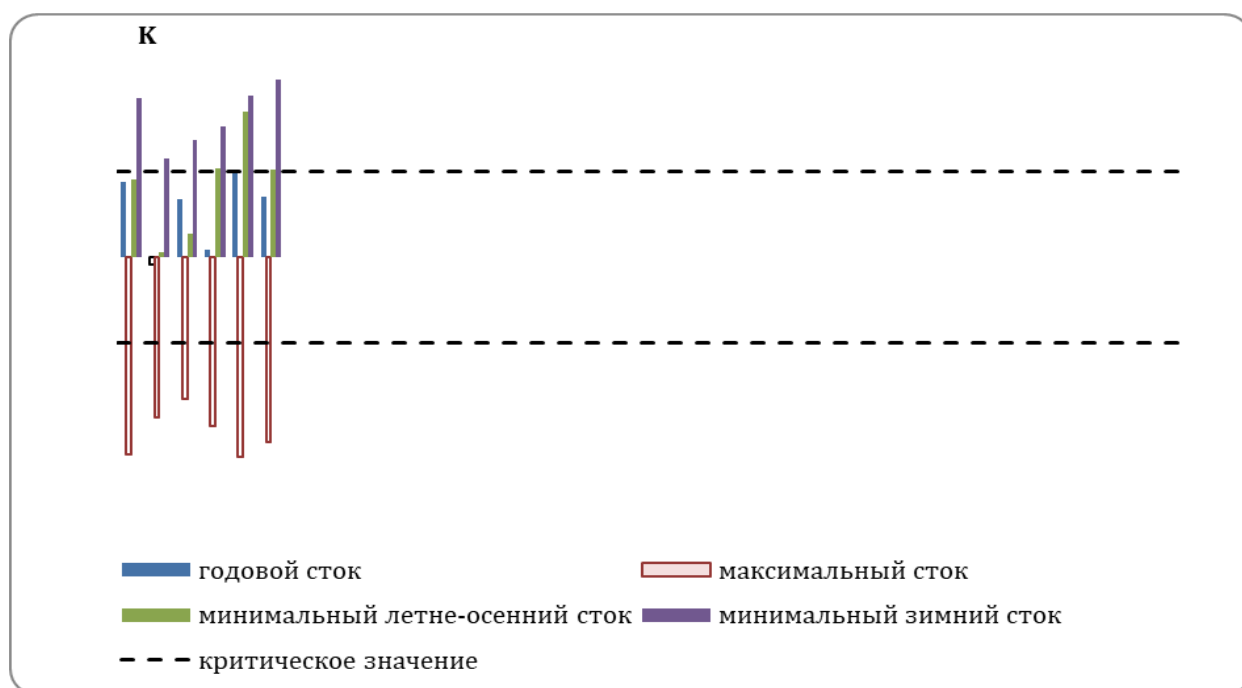 К
годовой сток
максимальный сток
минимальный летне-осенний сток
минимальный зимний сток
критическое значение